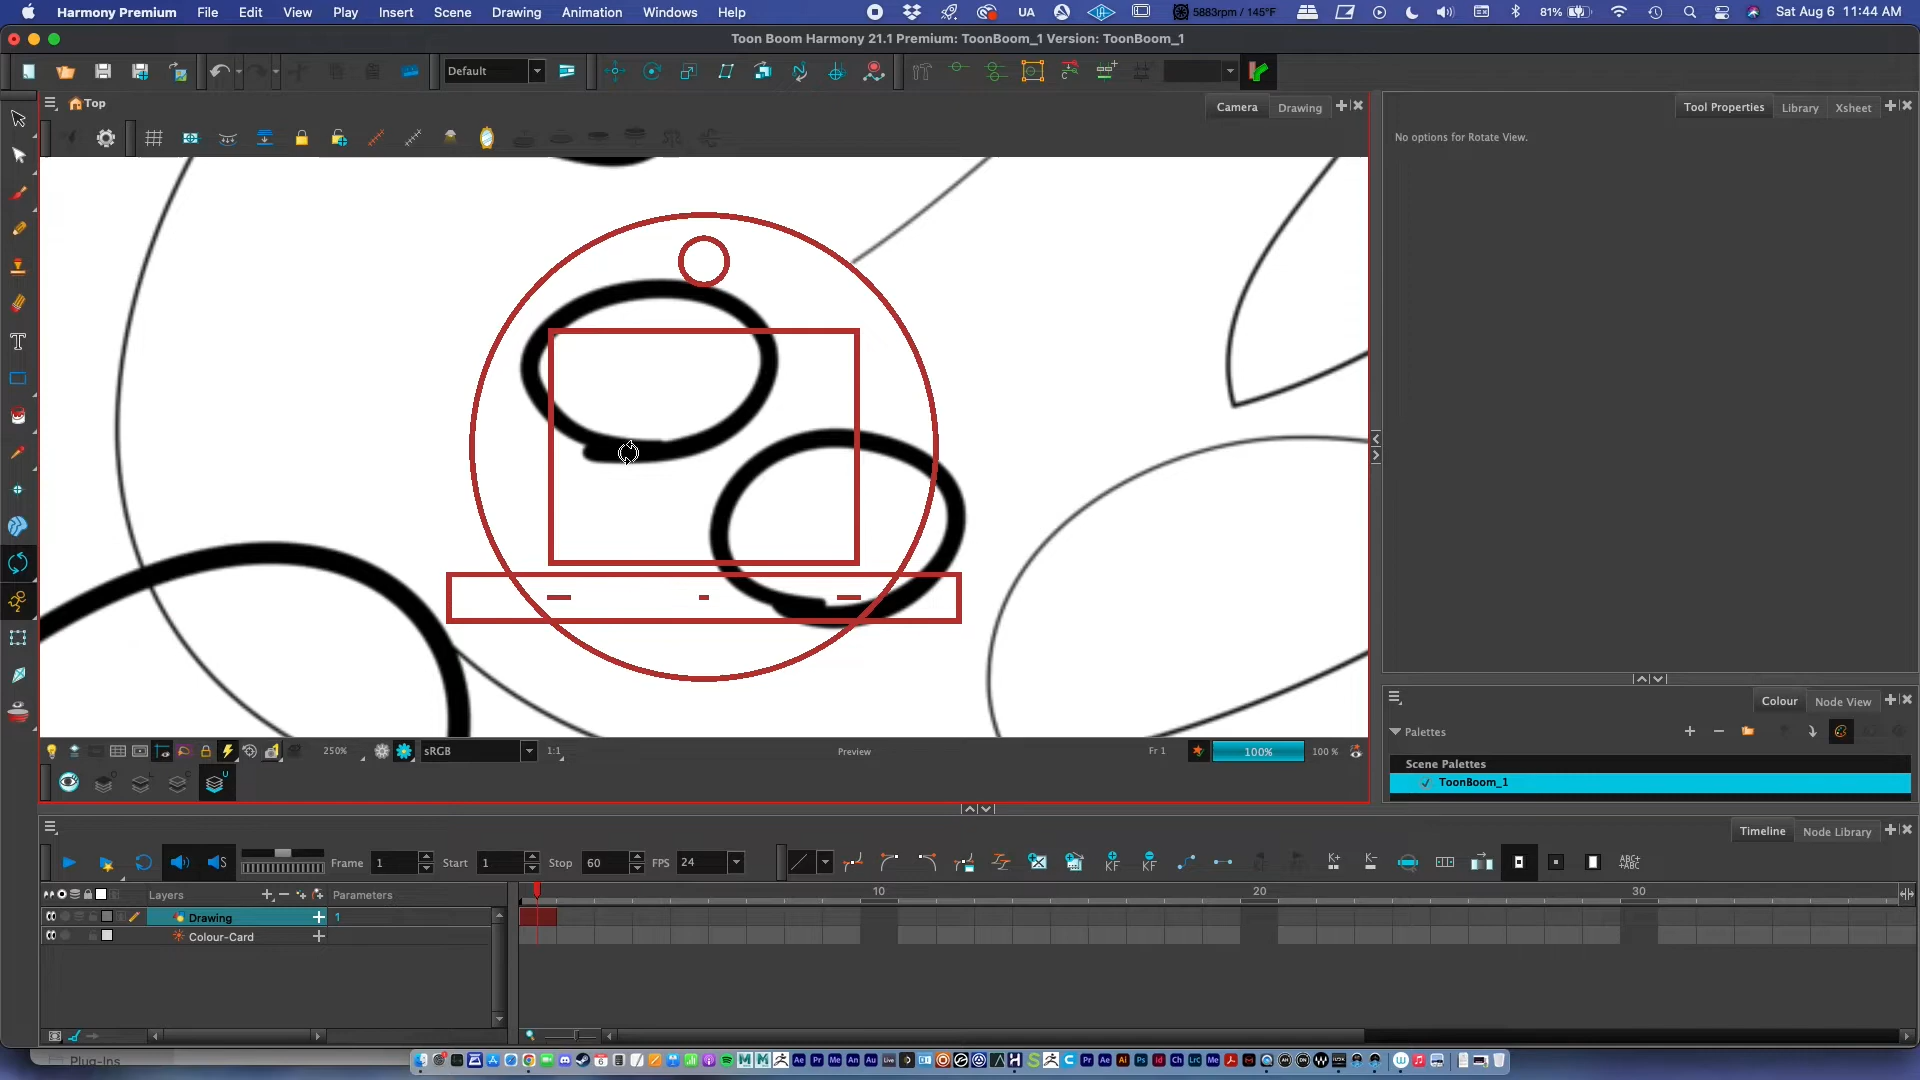 Harmony Premium File Edit View Play Insert Scene Drawing Animation Windows Help UA 5883rpm / 145°F 81% Sat Aug 6 11:44 AM
Toon Boom Harmony 21.1 Premium: ToonBoom_1 Version: ToonBoom_1
Default
Top Camera Drawing Tool Properties Library Xsheet
No options for Rotate View.
T
Colour Node View
Palettes
250% sRGB 1:1 Preview Fr 1 100% 100 %
Scene Palettes
ToonBoom_1
Timeline Node Library
Frame 1 Start 1 Stop 60 FPS 24 KF KF K+ K- ABC+ +ABC
Layers Parameters 10 20 30
Drawing 1
Colour-Card
Plug-Ins